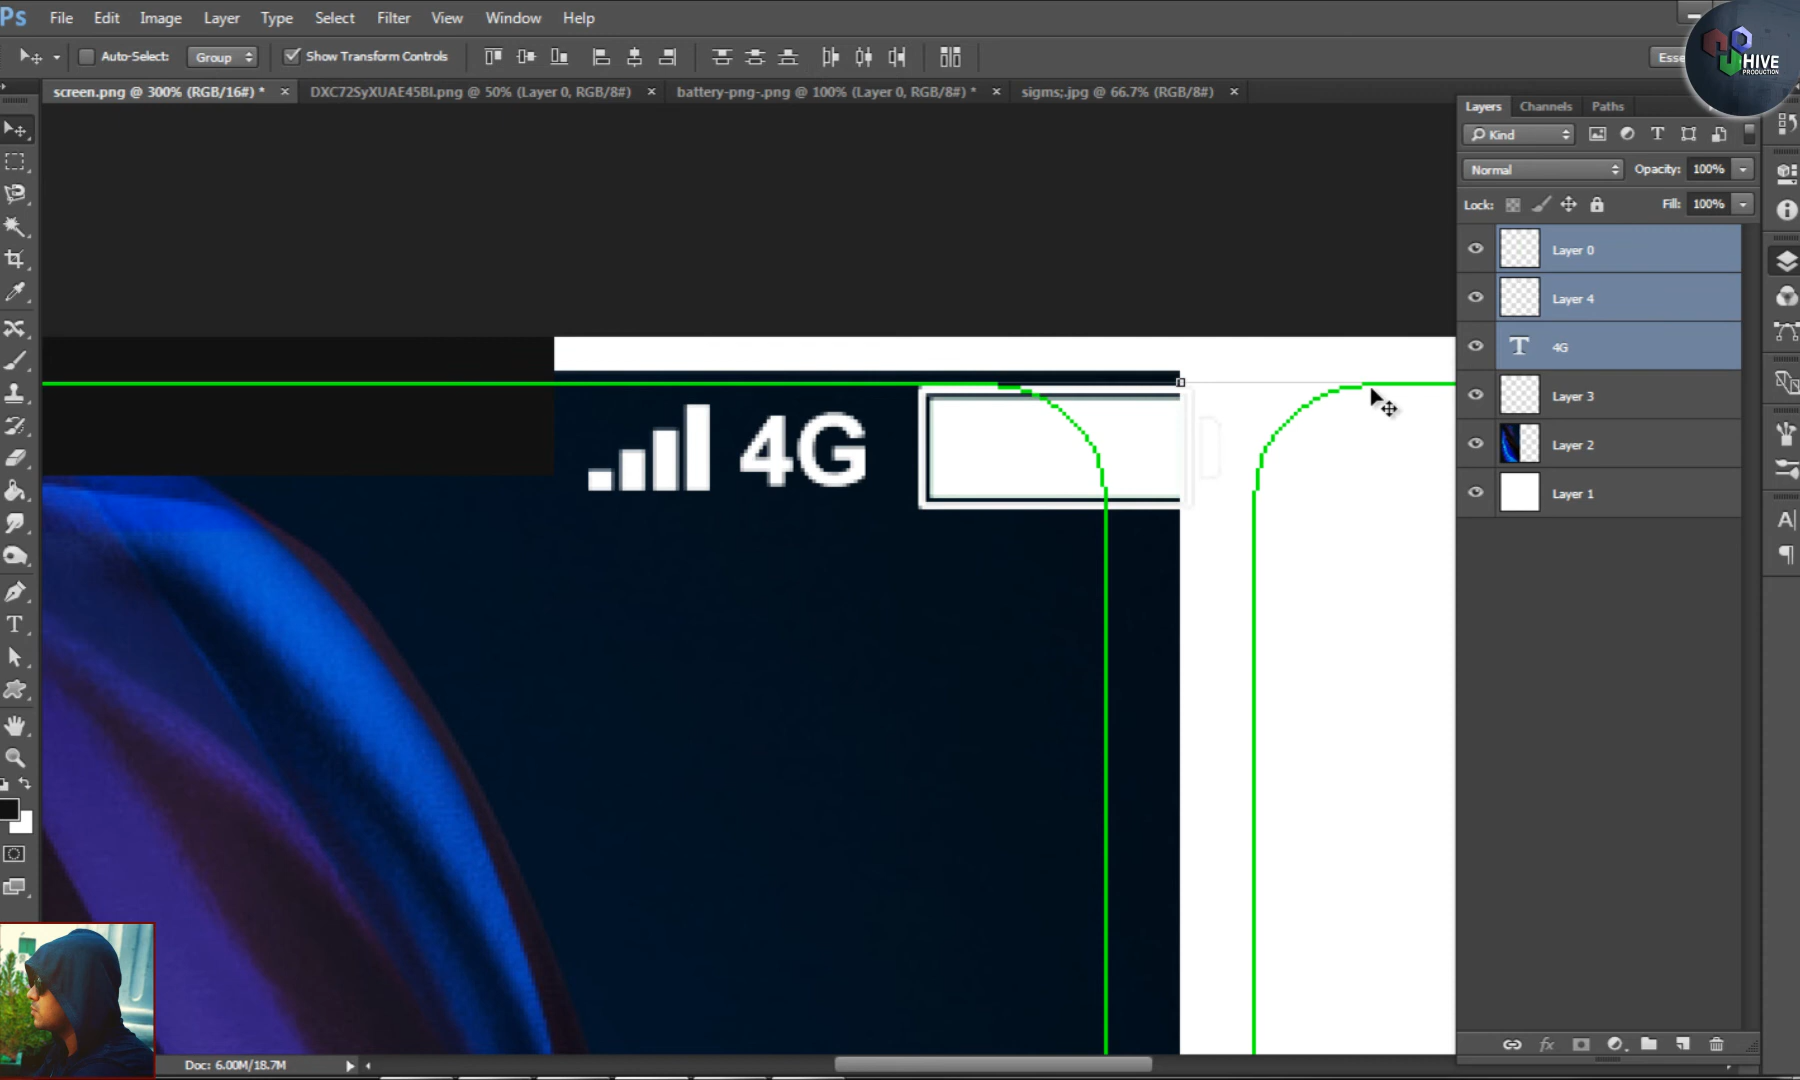 Ps File Edit Image Layer Type Select Filter View Window Help
Auto-Select: Group Show Transform Controls
HIVE
PRODUCTION
screen.png @ 300% (RGB/16#) * × DXC72SyXUAE45BI.png @ 50% (Layer 0, RGB/8#) × battery-png-.png @ 100% (Layer 0, RGB/8#) * × sigms;.jpg @ 66.7% (RGB/8#) ×
Layers Channels Paths
Kind
Normal Opacity: 100%
Lock: Fill: 100%
Layer 0
Layer 4
T 4G
Layer 3
Layer 2
Layer 1
4G
Doc: 6.00M/18.7M